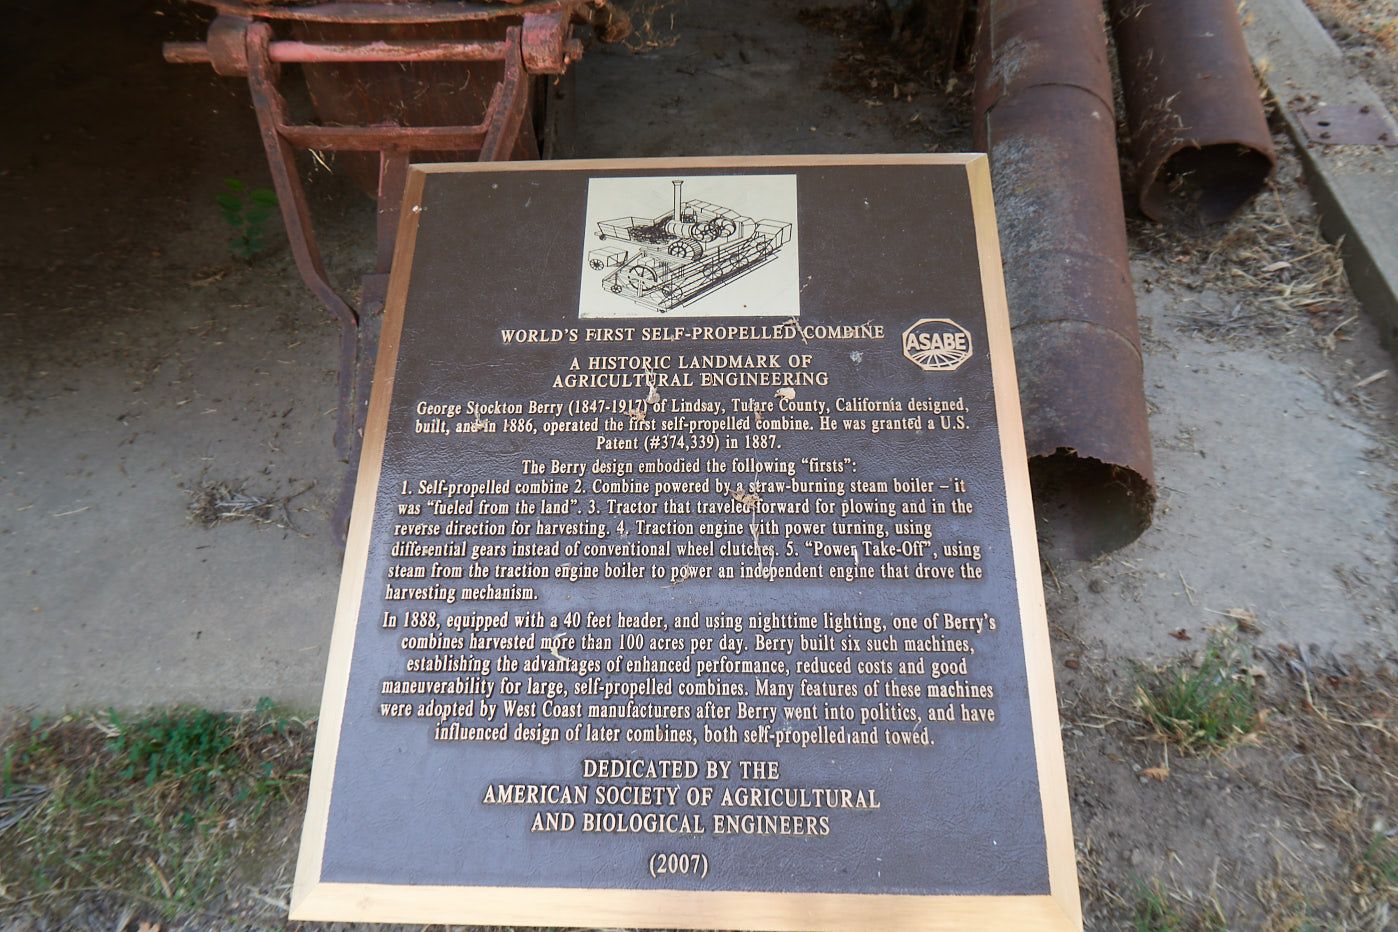 WORLD'S FIRST SELF-PROPELLED COMBINE
ASABE
A HISTORIC LANDMARK OF
AGRICULTURAL ENGINEERING
George Stockton Berry (1847-1917) of Lindsay, Tulare County, California designed,
built, and in 1886, operated the first self-propelled combine. He was granted a U.S.
Patent (#374,339) in 1887.
The Berry design embodied the following “firsts”:
1. Self-propelled combine 2. Combine powered by a straw-burning steam boiler – it
was “fueled from the land”. 3. Tractor that traveled forward for plowing and in the
reverse direction for harvesting. 4. Traction engine with power turning, using
differential gears instead of conventional wheel clutches. 5. “Power Take-Off”, using
steam from the traction engine boiler to power an independent engine that drove the
harvesting mechanism.
In 1888, equipped with a 40 feet header, and using nighttime lighting, one of Berry's
combines harvested more than 100 acres per day. Berry built six such machines,
establishing the advantages of enhanced performance, reduced costs and good
maneuverability for large, self-propelled combines. Many features of these machines
were adopted by West Coast manufacturers after Berry went into politics, and have
influenced design of later combines, both self-propelled and towed.
DEDICATED BY THE
AMERICAN SOCIETY OF AGRICULTURAL
AND BIOLOGICAL ENGINEERS
(2007)